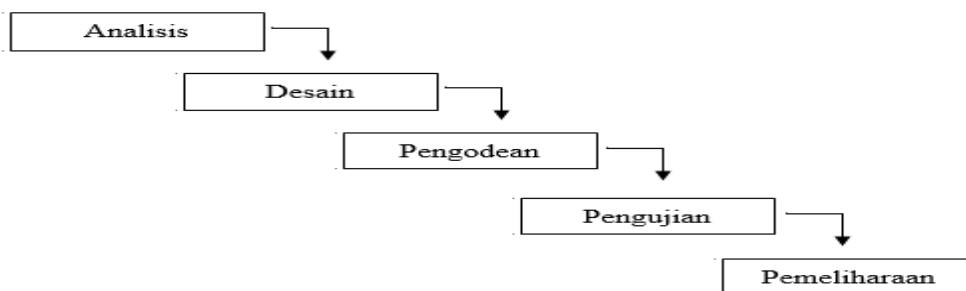 Analisis
Desain
Pengodean
Pengujian
Pemeliharaan